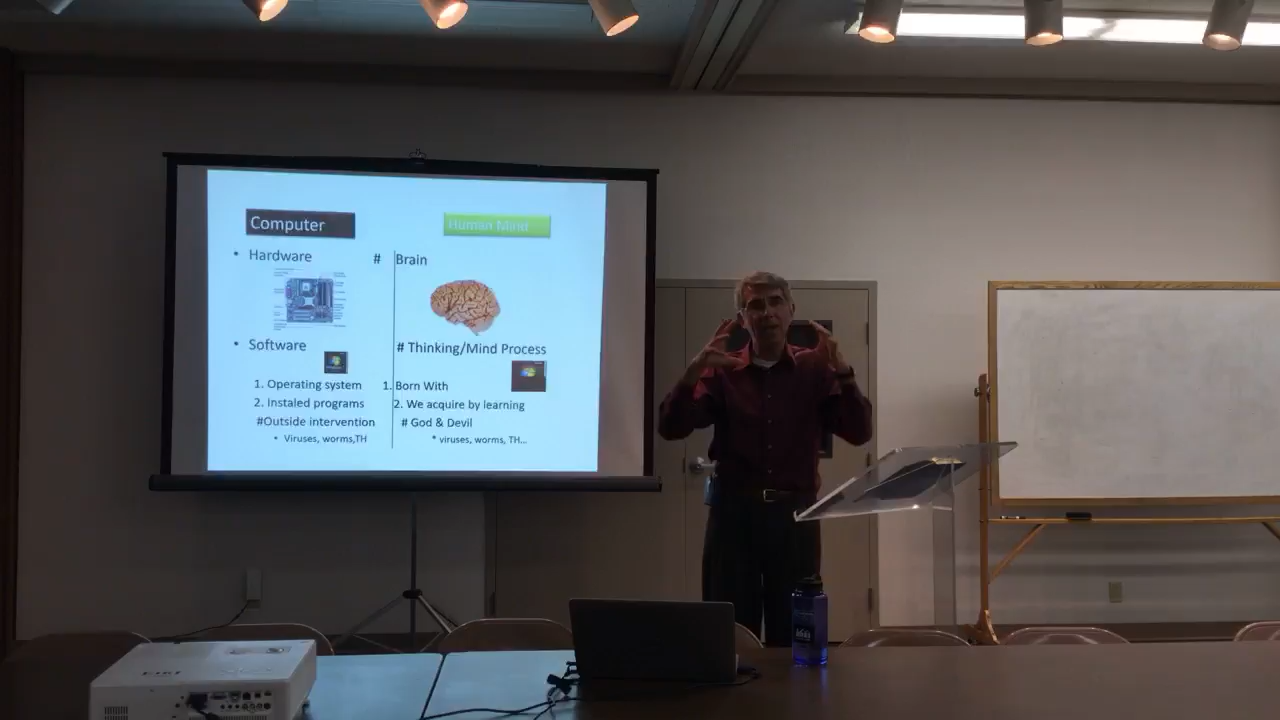 Computer
Human Mind
• Hardware
# Brain
• Software
# Thinking/Mind Process
1. Operating system
1. Born With
2. Instaled programs
2. We acquire by learning
#Outside intervention
# God & Devil
• Viruses, worms,TH
* viruses, worms, TH...